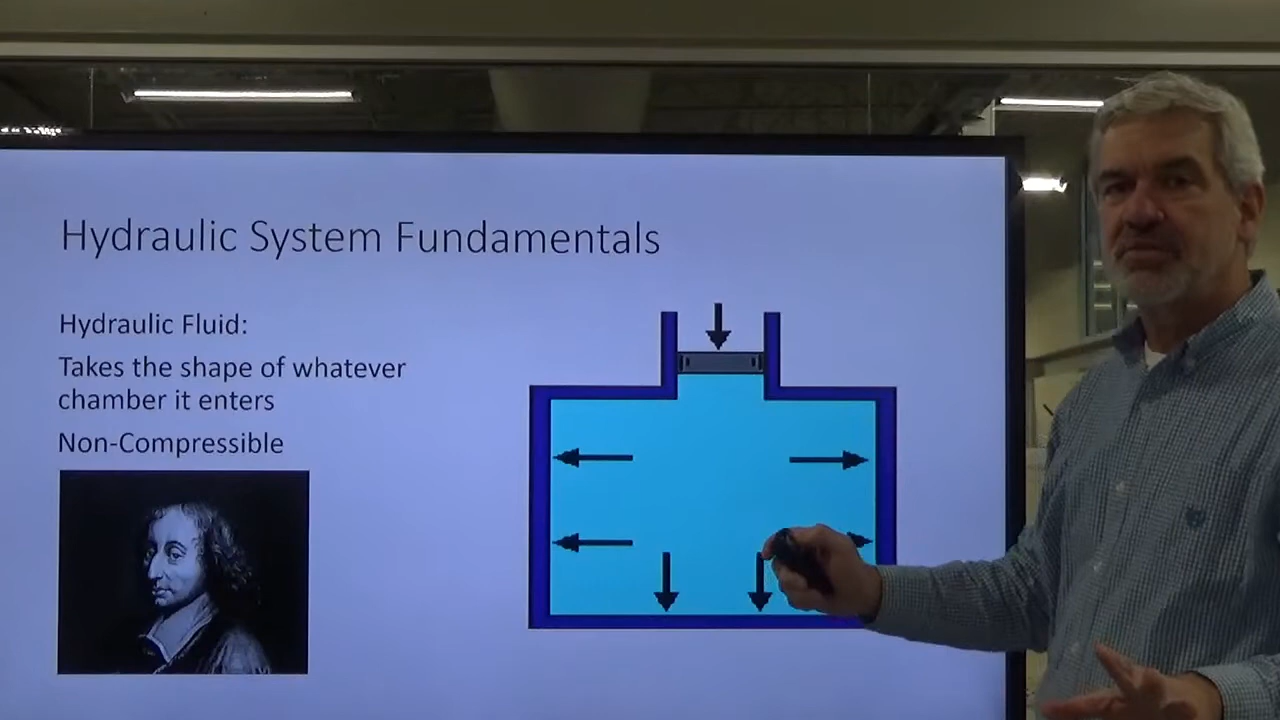 Hydraulic System Fundamentals
Hydraulic Fluid:
Takes the shape of whatever
chamber it enters
Non-Compressible